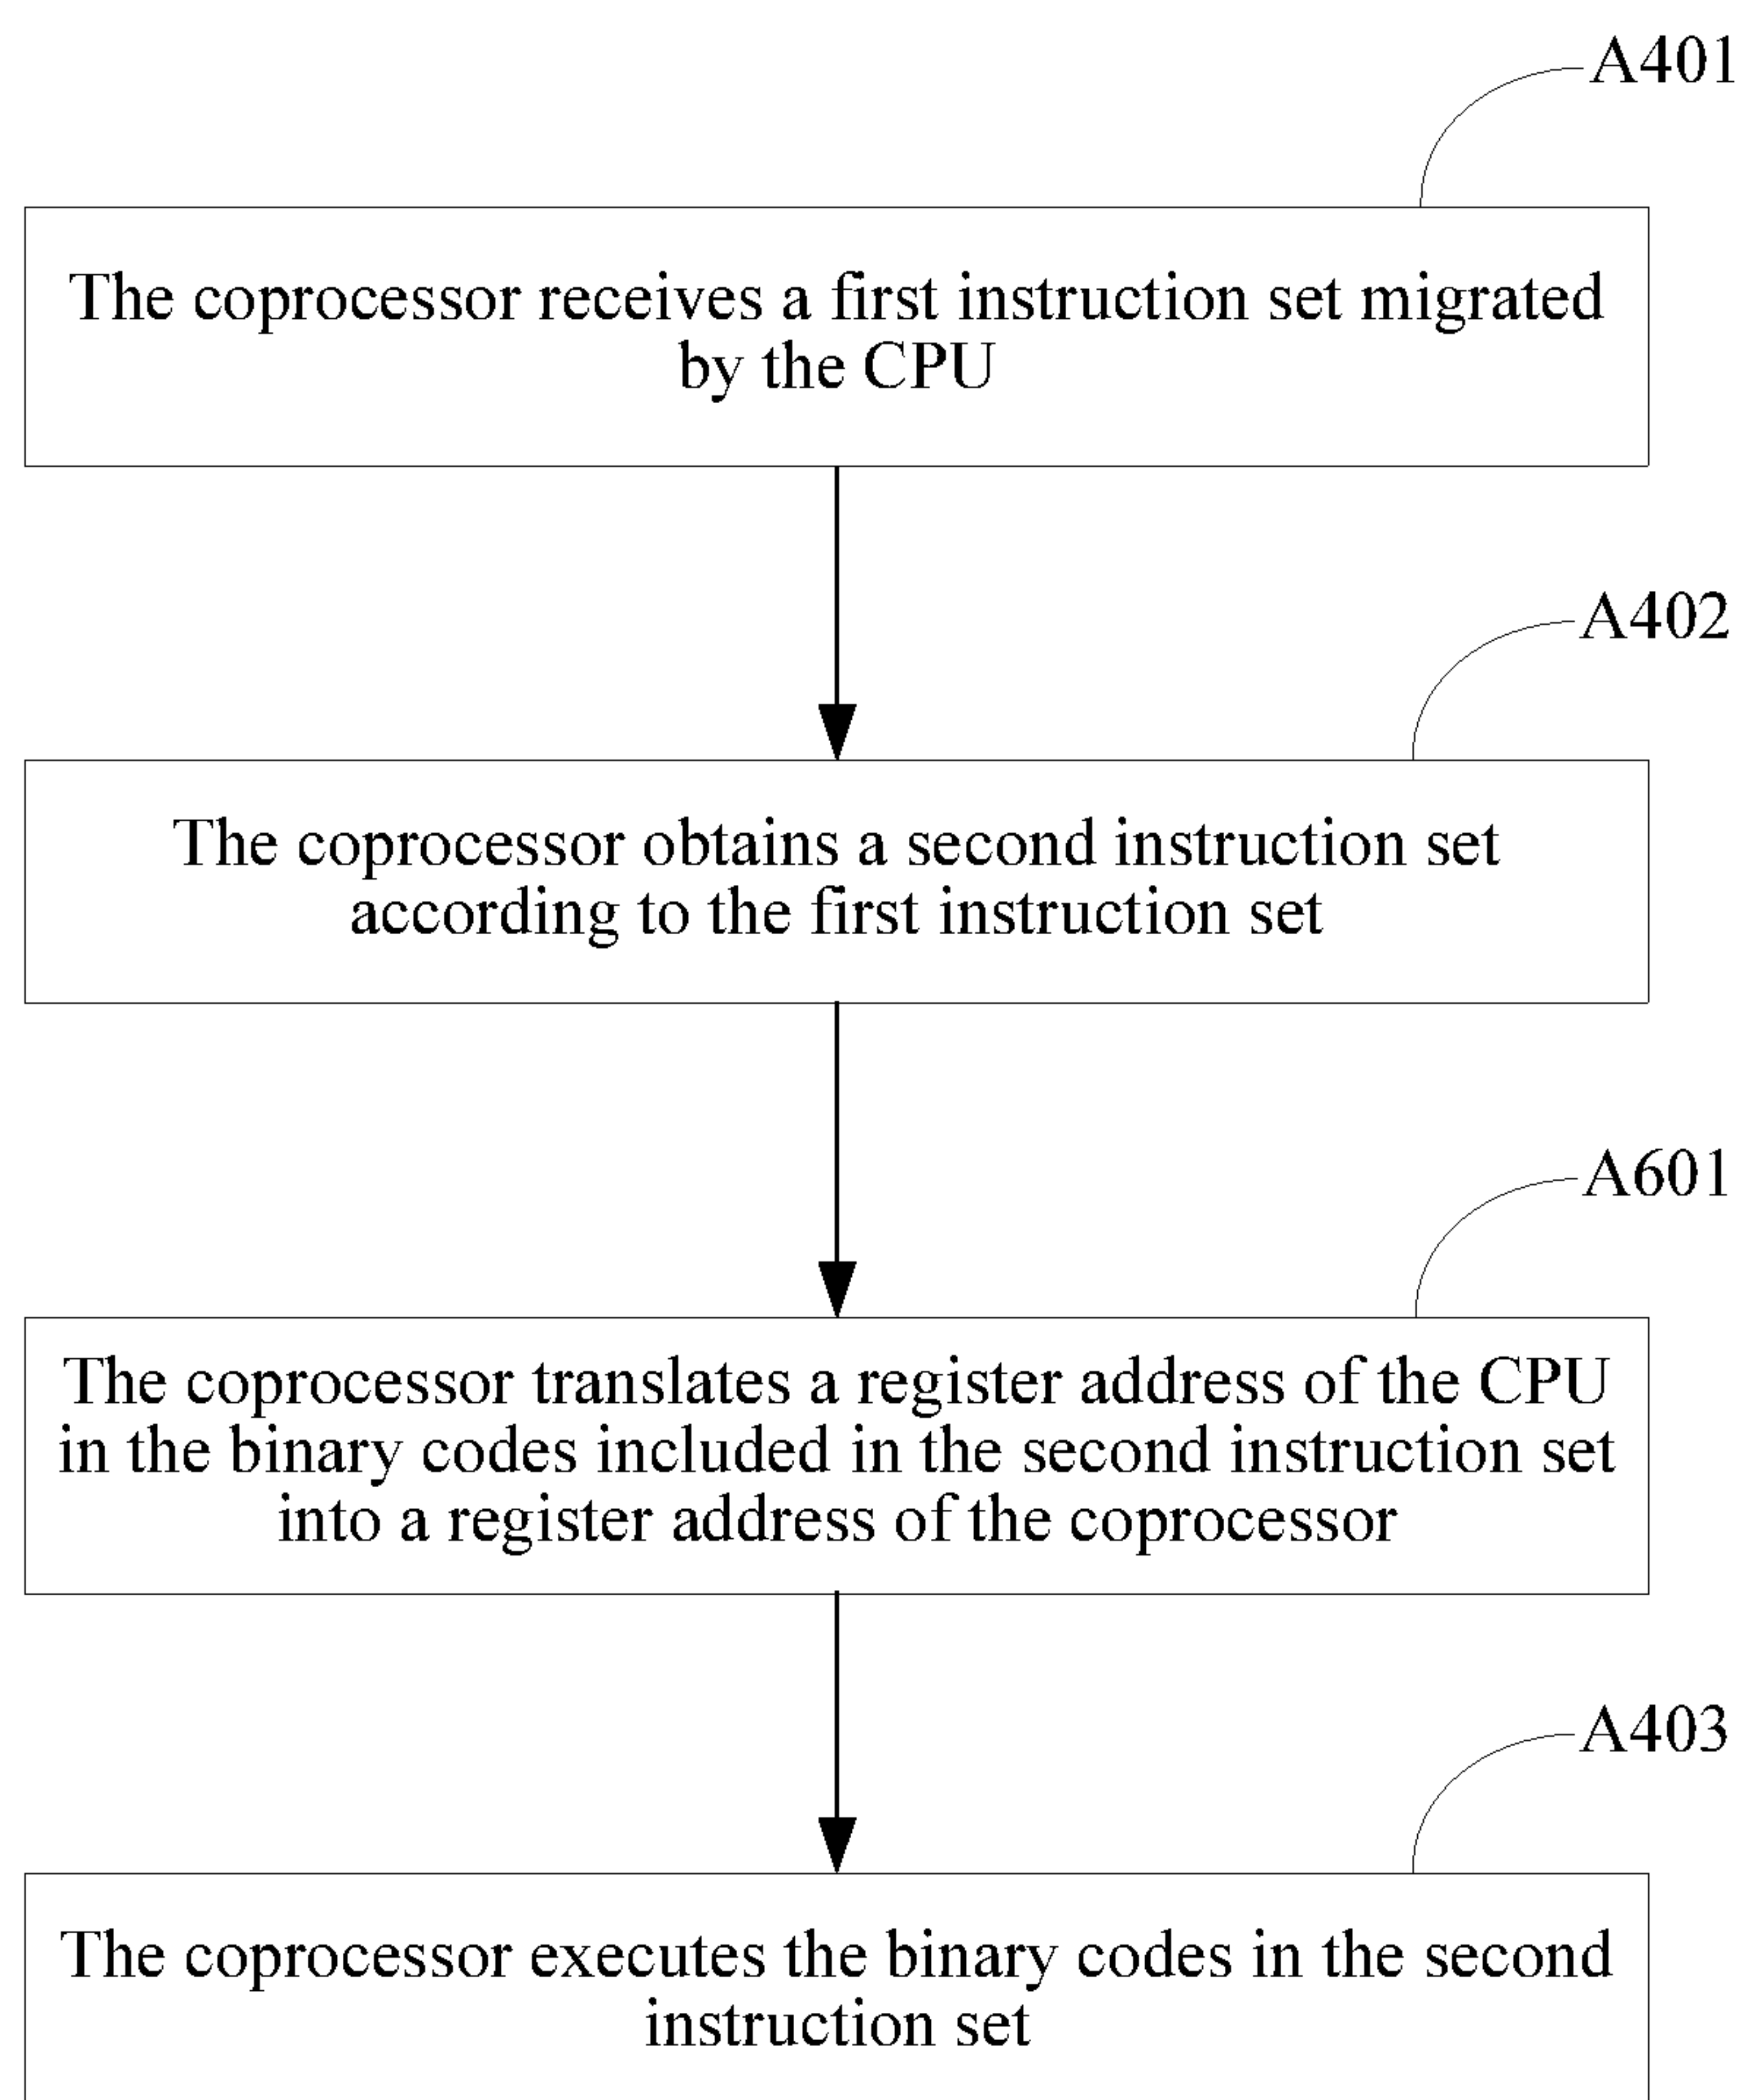 A401
The coprocessor receives a first instruction set migrated
by the CPU
A402
The coprocessor obtains a second instruction set
according to the first instruction set
A601
The coprocessor translates a register address of the CPU
in the binary codes included in the second instruction set
into a register address of the coprocessor
A403
The coprocessor executes the binary codes in the second
instruction set